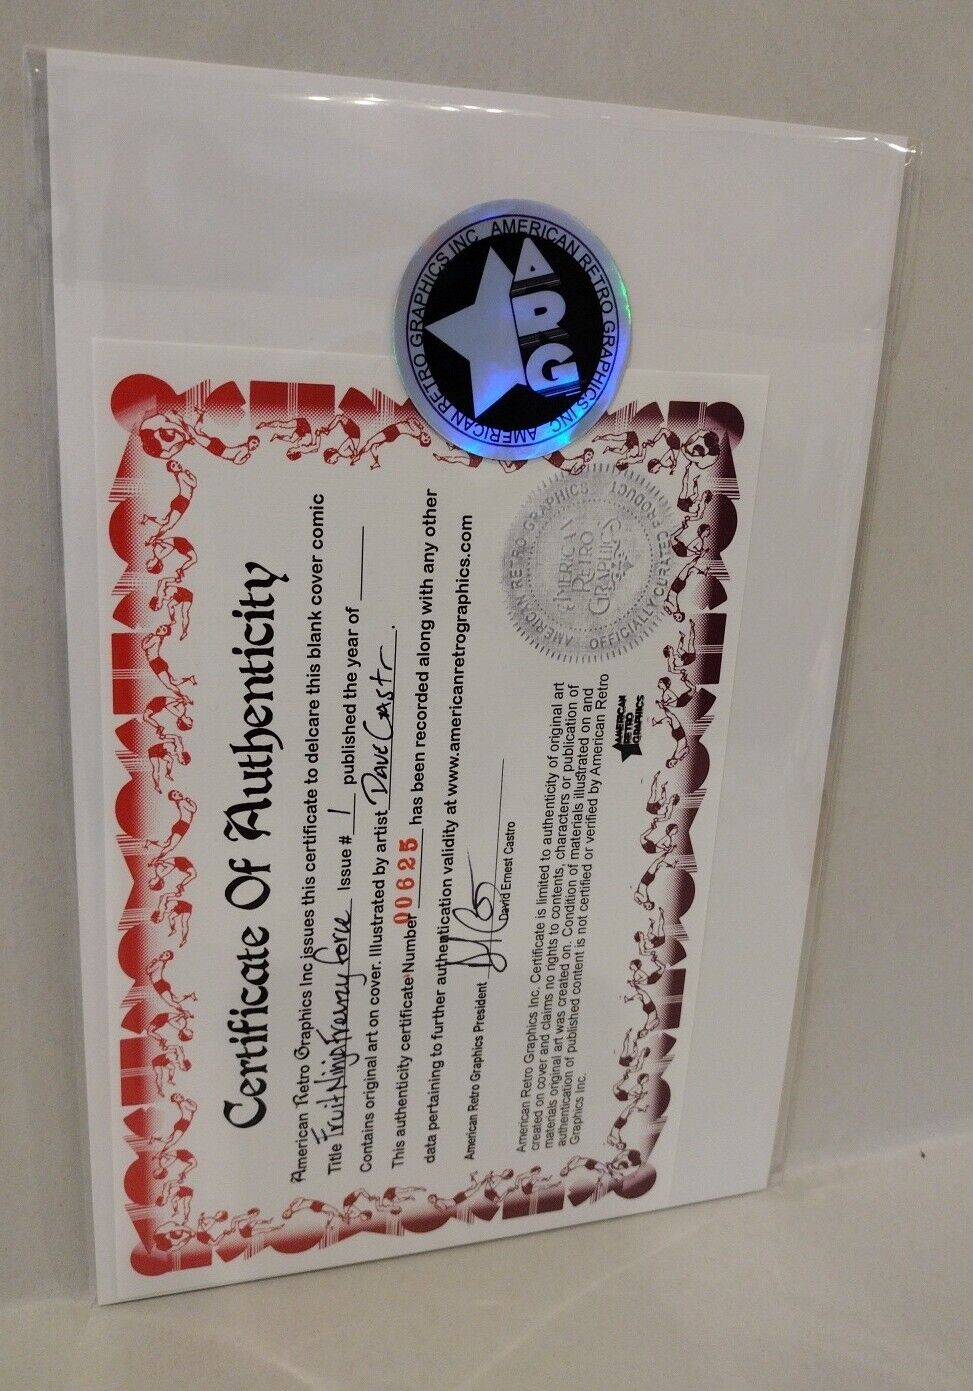 Certificate Of Authenticity
American Retro Graphics Inc issues this certificate to delcare this blank cover comic
Title Fruit Ninja Frenzy Force Issue # 1 published the year of
Contains original art on cover. Illustrated by artist Dave Castr.
This authenticity certificate Number 00625 has been recorded along with any other
data pertaining to further authentication validity at www.americanretrographics.com
American Retro Graphics President
David Ernest Castro
American Retro Graphics Inc. Certificate is limited to authenticity of original art
created on cover and claims no rights to contents, characters or publication of
materials original art was created on. Condition of materials illustrated on and
authentication of published content is not certified or verified by American Retro
Graphics Inc.
AMERICAN
RETRO
GRAPHICS
AMERICAN RETRO GRAPHICS
OFFICIALLY CURATED PRODUCT
AMERICAN
RETRO
GRAPHICS
AMERICAN RETRO GRAPHICS INC AMERICAN RETRO GRAPHICS INC
ARG